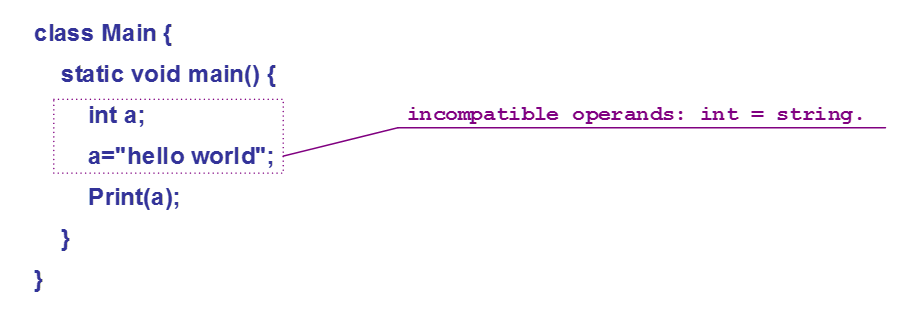 class Main {
static void main() {
int a;
incompatible operands: int = string.
a="hello world";
Print(a);
}
}